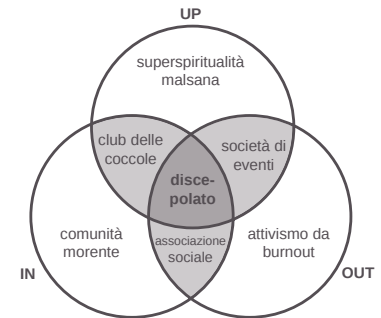 UP
superspiritualità
malsana
club delle
coccole
società di
eventi
disce-
polato
comunità
morente
associazione
sociale
attivismo da
burnout
IN
OUT